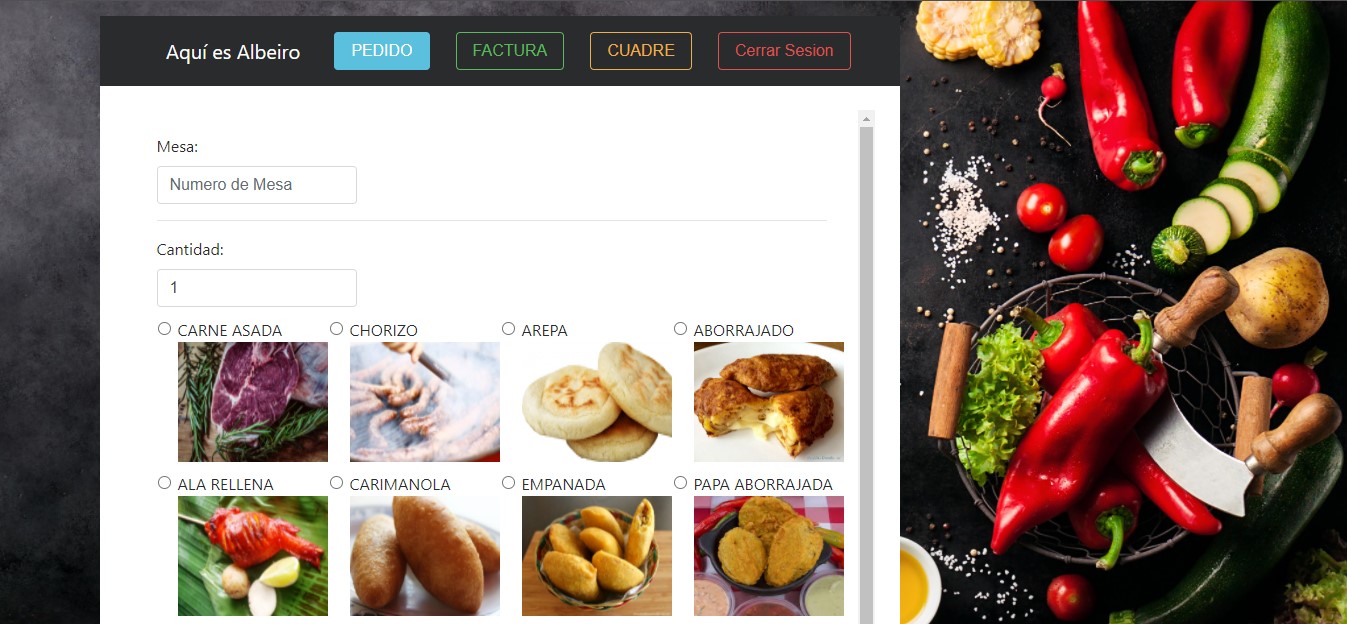 Aquí es Albeiro PEDIDO FACTURA CUADRE Cerrar Sesion
Mesa:
Numero de Mesa
Cantidad:
1
CARNE ASADA CHORIZO AREPA ABORRAJADO
ALA RELLENA CARIMANOLA EMPANADA PAPA ABORRAJADA